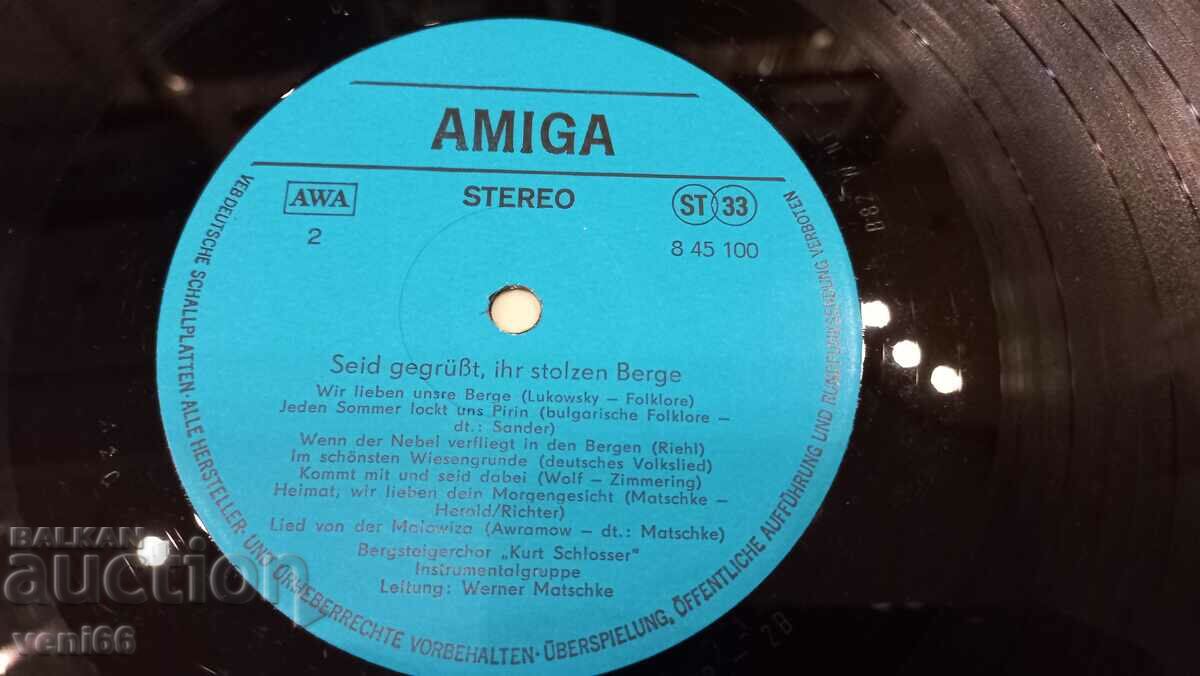 AMIGA
AWA
STEREO
ST 33
2
8 45 100
Seid gegrüßt, ihr stolzen Berge
Wir lieben unsre Berge (Lukowsky – Folklore)
Jeden Sommer lockt uns Pirin (bulgarische Folklore –
dt.: Sander)
Wenn der Nebel verfliegt in den Bergen (Riehl)
Im schönsten Wiesengrunde (deutsches Volkslied)
Kommt mit und seid dabei (Wolf – Zimmering)
Heimat, wir lieben dein Morgengesicht (Matschke –
Herold/Richter)
Lied von der Malowiza (Awramow – dt.: Matschke)
Bergsteigerchor „Kurt Schlosser"
Instrumentalgruppe
Leitung: Werner Matschke
VEB DEUTSCHE SCHALLPLATTEN · ALLE HERSTELLER- UND URHEBERRECHTE VORBEHALTEN · ÜBERSPIELUNG, ÖFFENTLICHE AUFFÜHRUNG UND RUNDFUNKSENDUNG VERBOTEN
BALKAN
auction
veni66